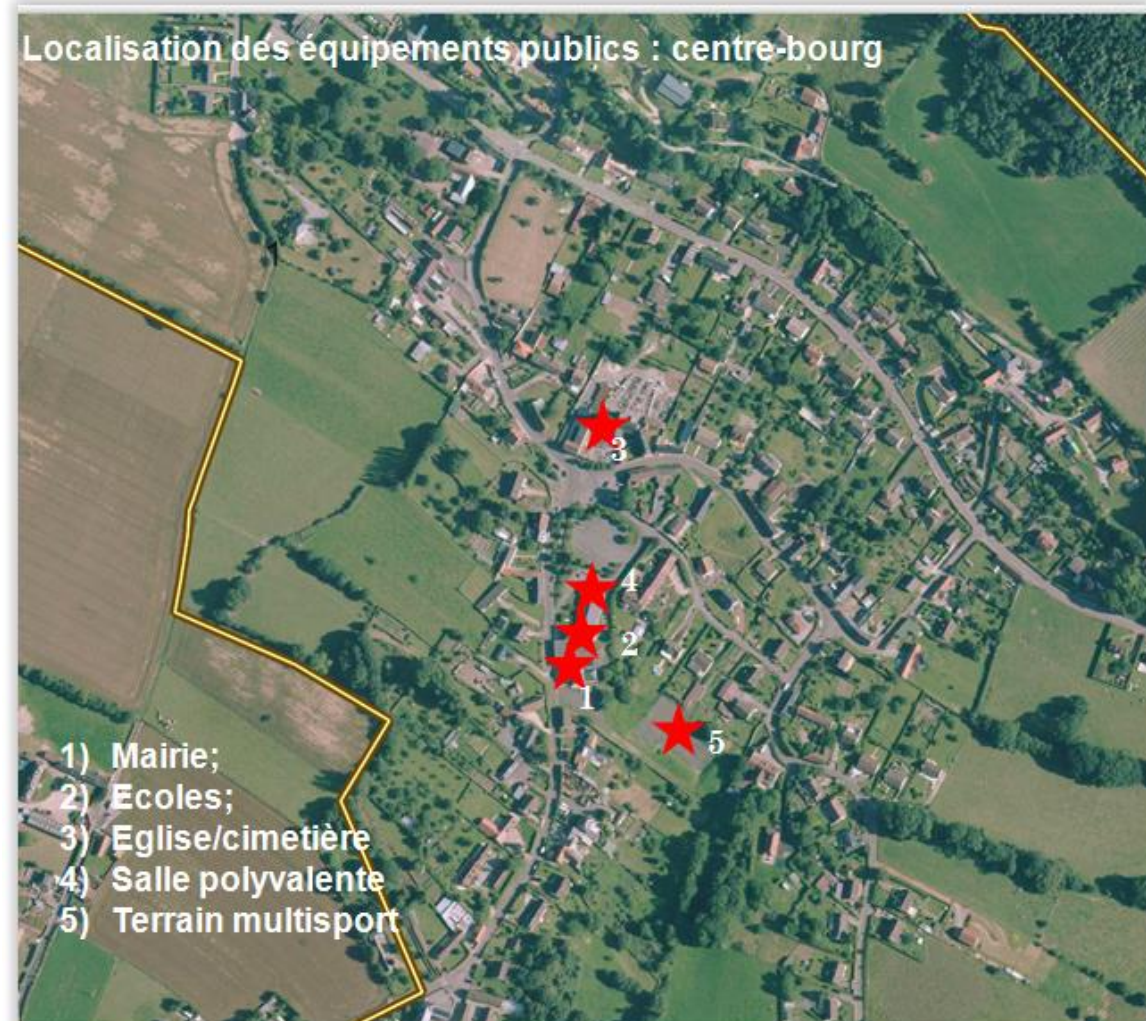 Localisation des équipements publics : centre-bourg
3
4
2
1
5
1) Mairie;
2) Ecoles;
3) Eglise/cimetière
4) Salle polyvalente
5) Terrain multisport